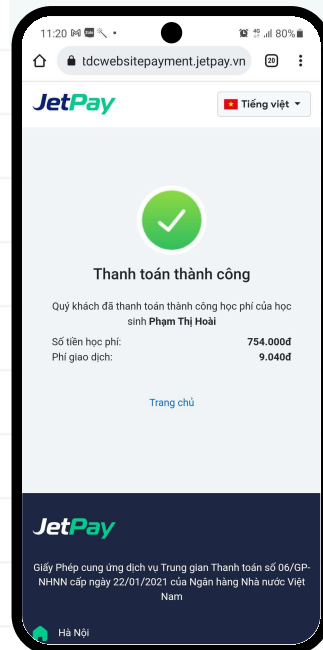 11:20
80%
tdcwebsitepayment.jetpay.vn
20
JetPay
Tiếng việt
Thanh toán thành công
Quý khách đã thanh toán thành công học phí của học
sinh Phạm Thị Hoài
Số tiền học phí: 754.000đ
Phí giao dịch: 9.040đ
Trang chủ
JetPay
Giấy Phép cung ứng dịch vụ Trung gian Thanh toán số 06/GP-
NHNN cấp ngày 22/01/2021 của Ngân hàng Nhà nước Việt
Nam
Hà Nội